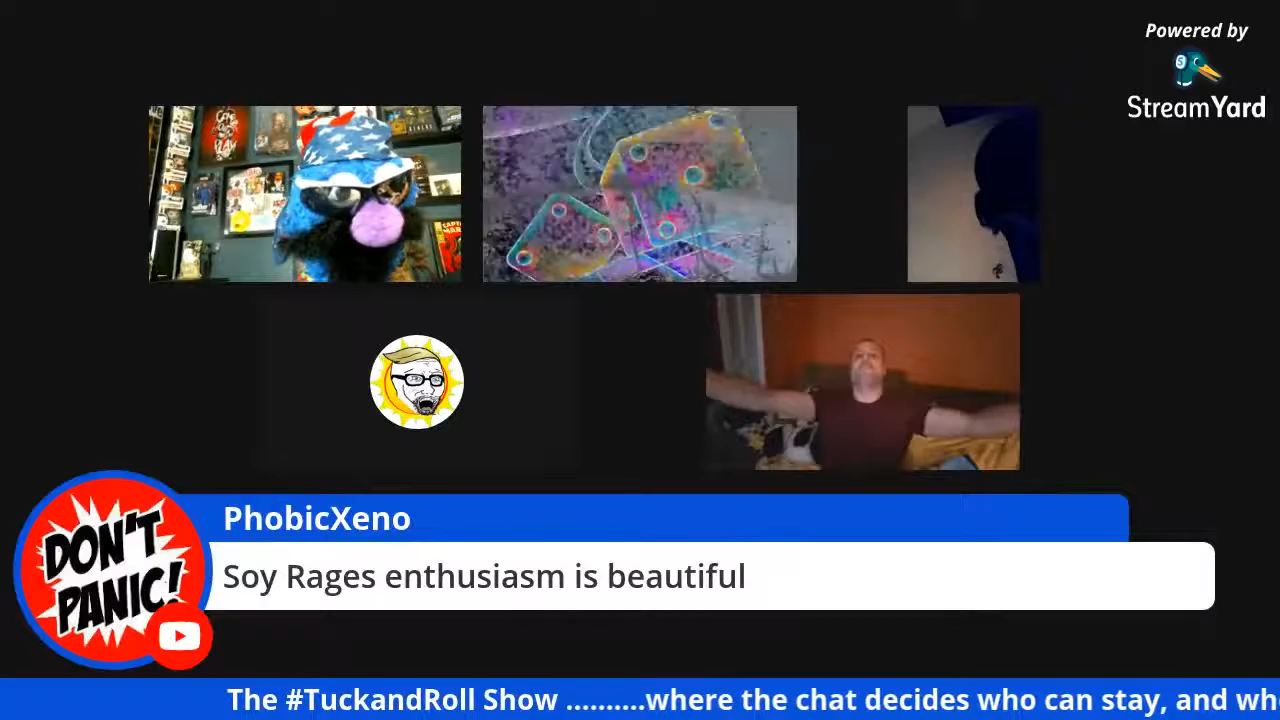 Powered by
StreamYard
DON'T
PANIC!
PhobicXeno
Soy Rages enthusiasm is beautiful
The #TuckandRoll Show ..........where the chat decides who can stay, and wh